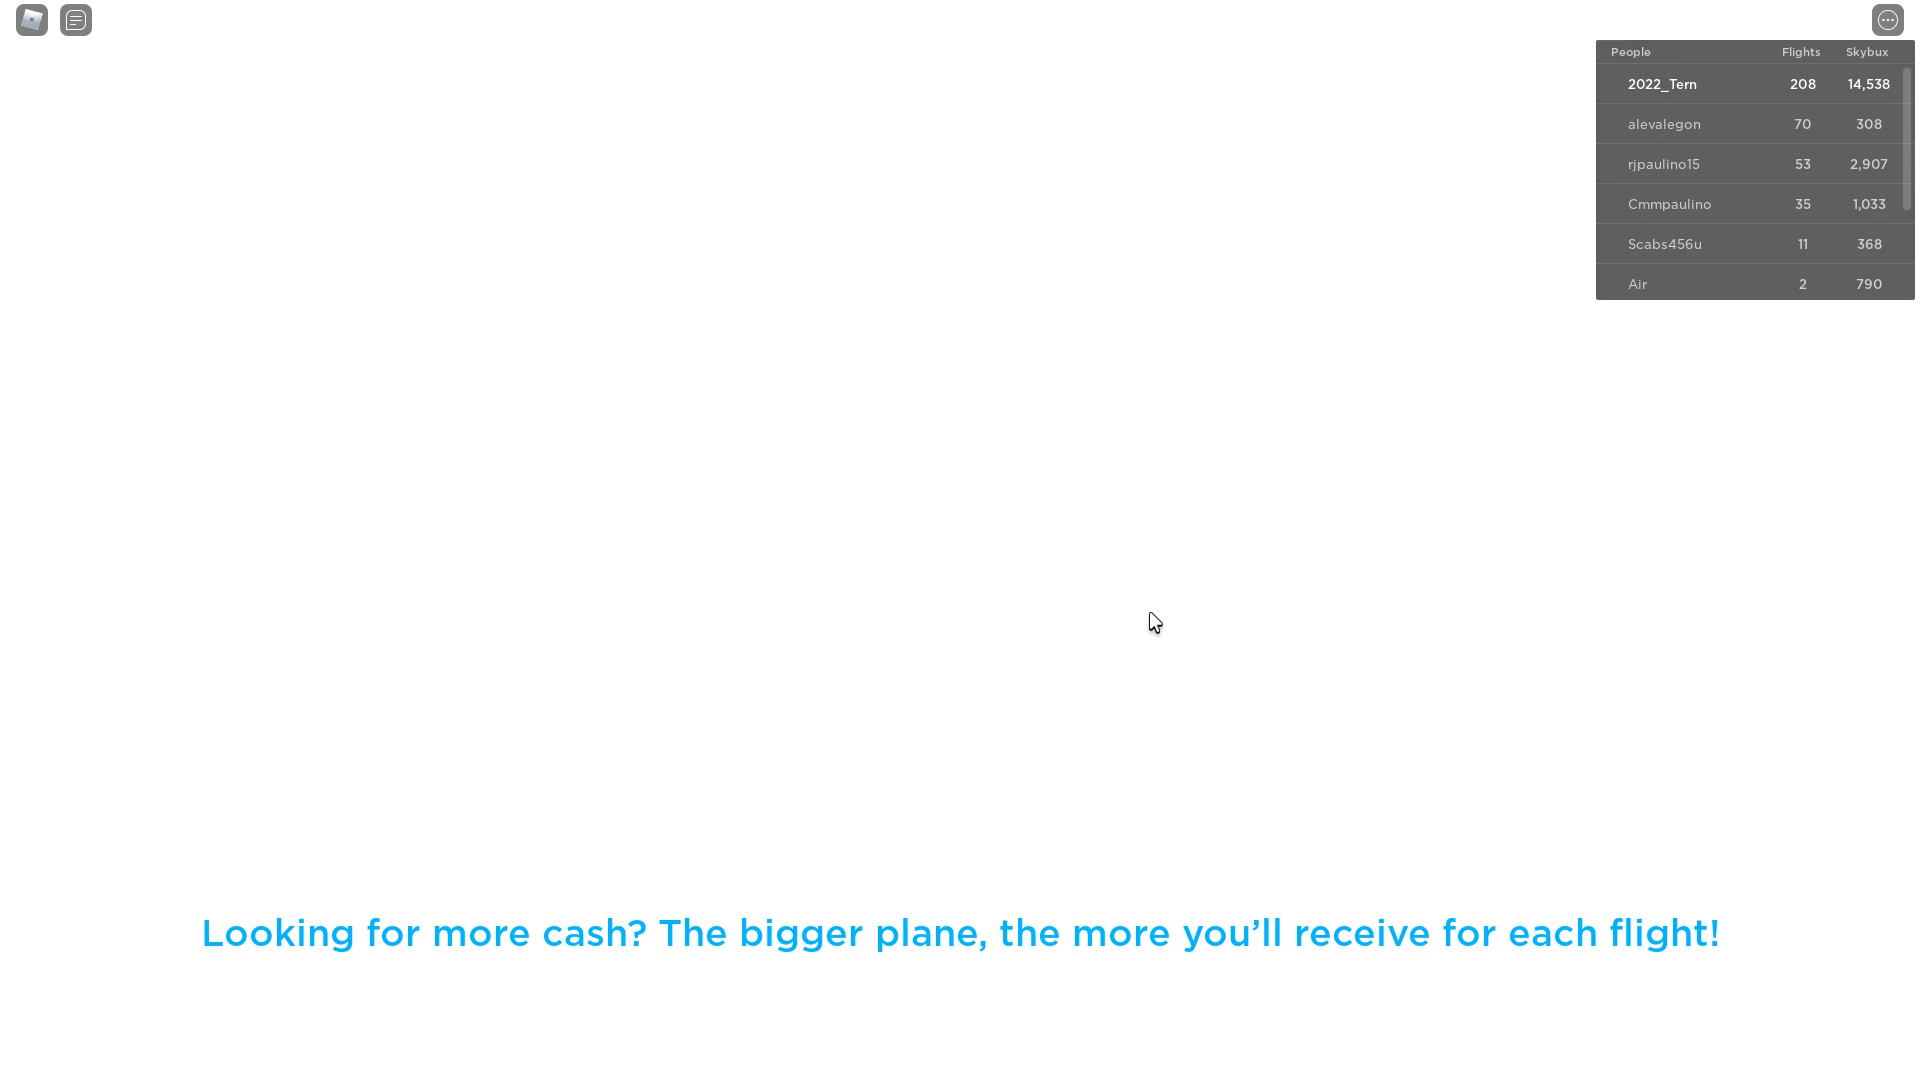 People Flights Skybux
2022_Tern 208 14,538
alevalegon 70 308
rjpaulino15 53 2,907
Cmmpaulino 35 1,033
Scabs456u 11 368
Air 2 790
Looking for more cash? The bigger plane, the more you’ll receive for each flight!